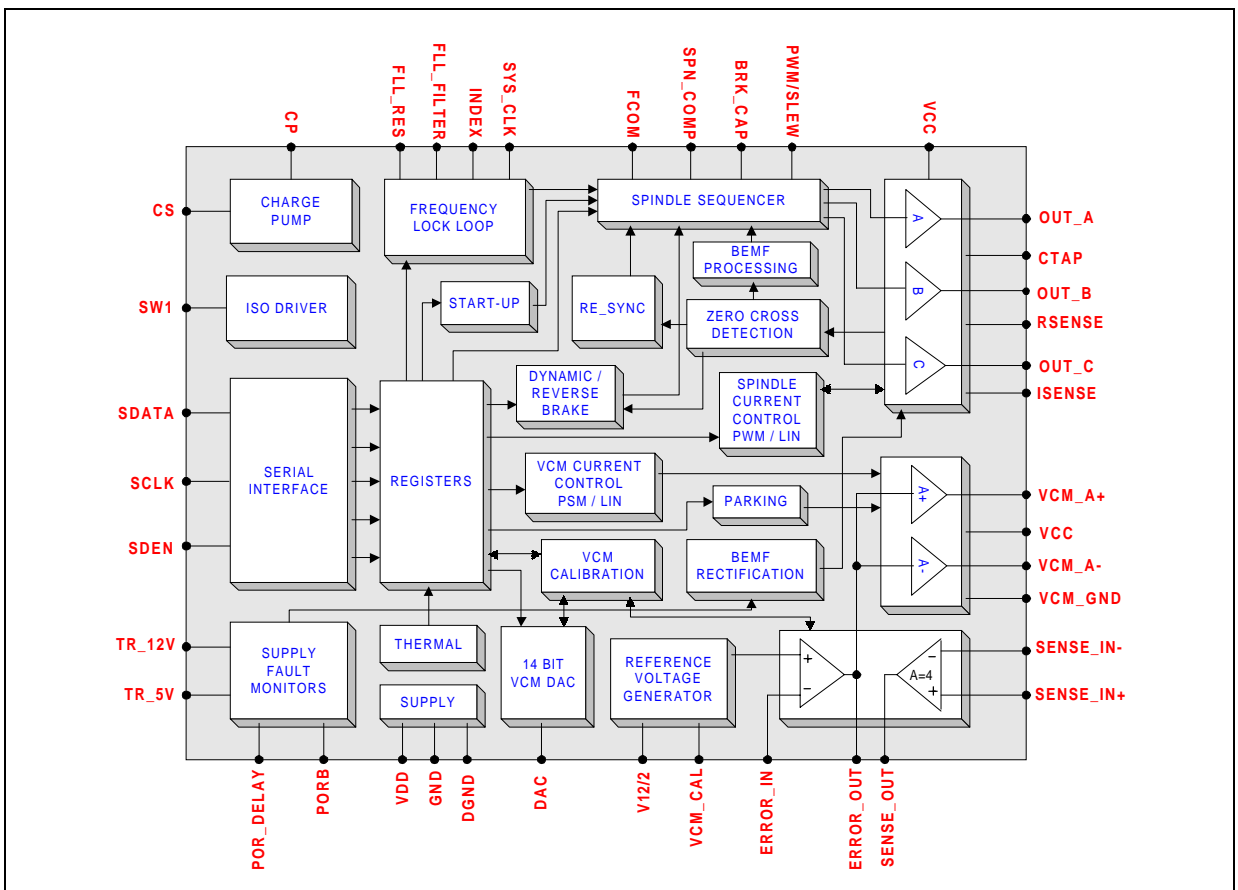 CP
FLL_RES
FLL_FILTER
INDEX
SYS_CLK
FCOM
SPN_COMP
BRK_CAP
PWM/SLEW
VCC
CS
SW1
SDATA
SCLK
SDEN
TR_12V
TR_5V
CHARGE
PUMP
FREQUENCY
LOCK LOOP
SPINDLE SEQUENCER
BEMF
PROCESSING
ISO DRIVER
START-UP
RE_SYNC
ZERO CROSS
DETECTION
A
B
C
DYNAMIC /
REVERSE
BRAKE
SPINDLE
CURRENT
CONTROL
PWM / LIN
SERIAL
INTERFACE
REGISTERS
VCM CURRENT
CONTROL
PSM / LIN
PARKING
A+
A-
VCM
CALIBRATION
BEMF
RECTIFICATION
SUPPLY
FAULT
MONITORS
THERMAL
SUPPLY
14 BIT
VCM DAC
REFERENCE
VOLTAGE
GENERATOR
+
−
A=4
−
+
OUT_A
CTAP
OUT_B
RSENSE
OUT_C
ISENSE
VCM_A+
VCC
VCM_A-
VCM_GND
SENSE_IN-
SENSE_IN+
POR_DELAY
PORB
VDD
GND
DGND
DAC
V12/2
VCM_CAL
ERROR_IN
ERROR_OUT
SENSE_OUT